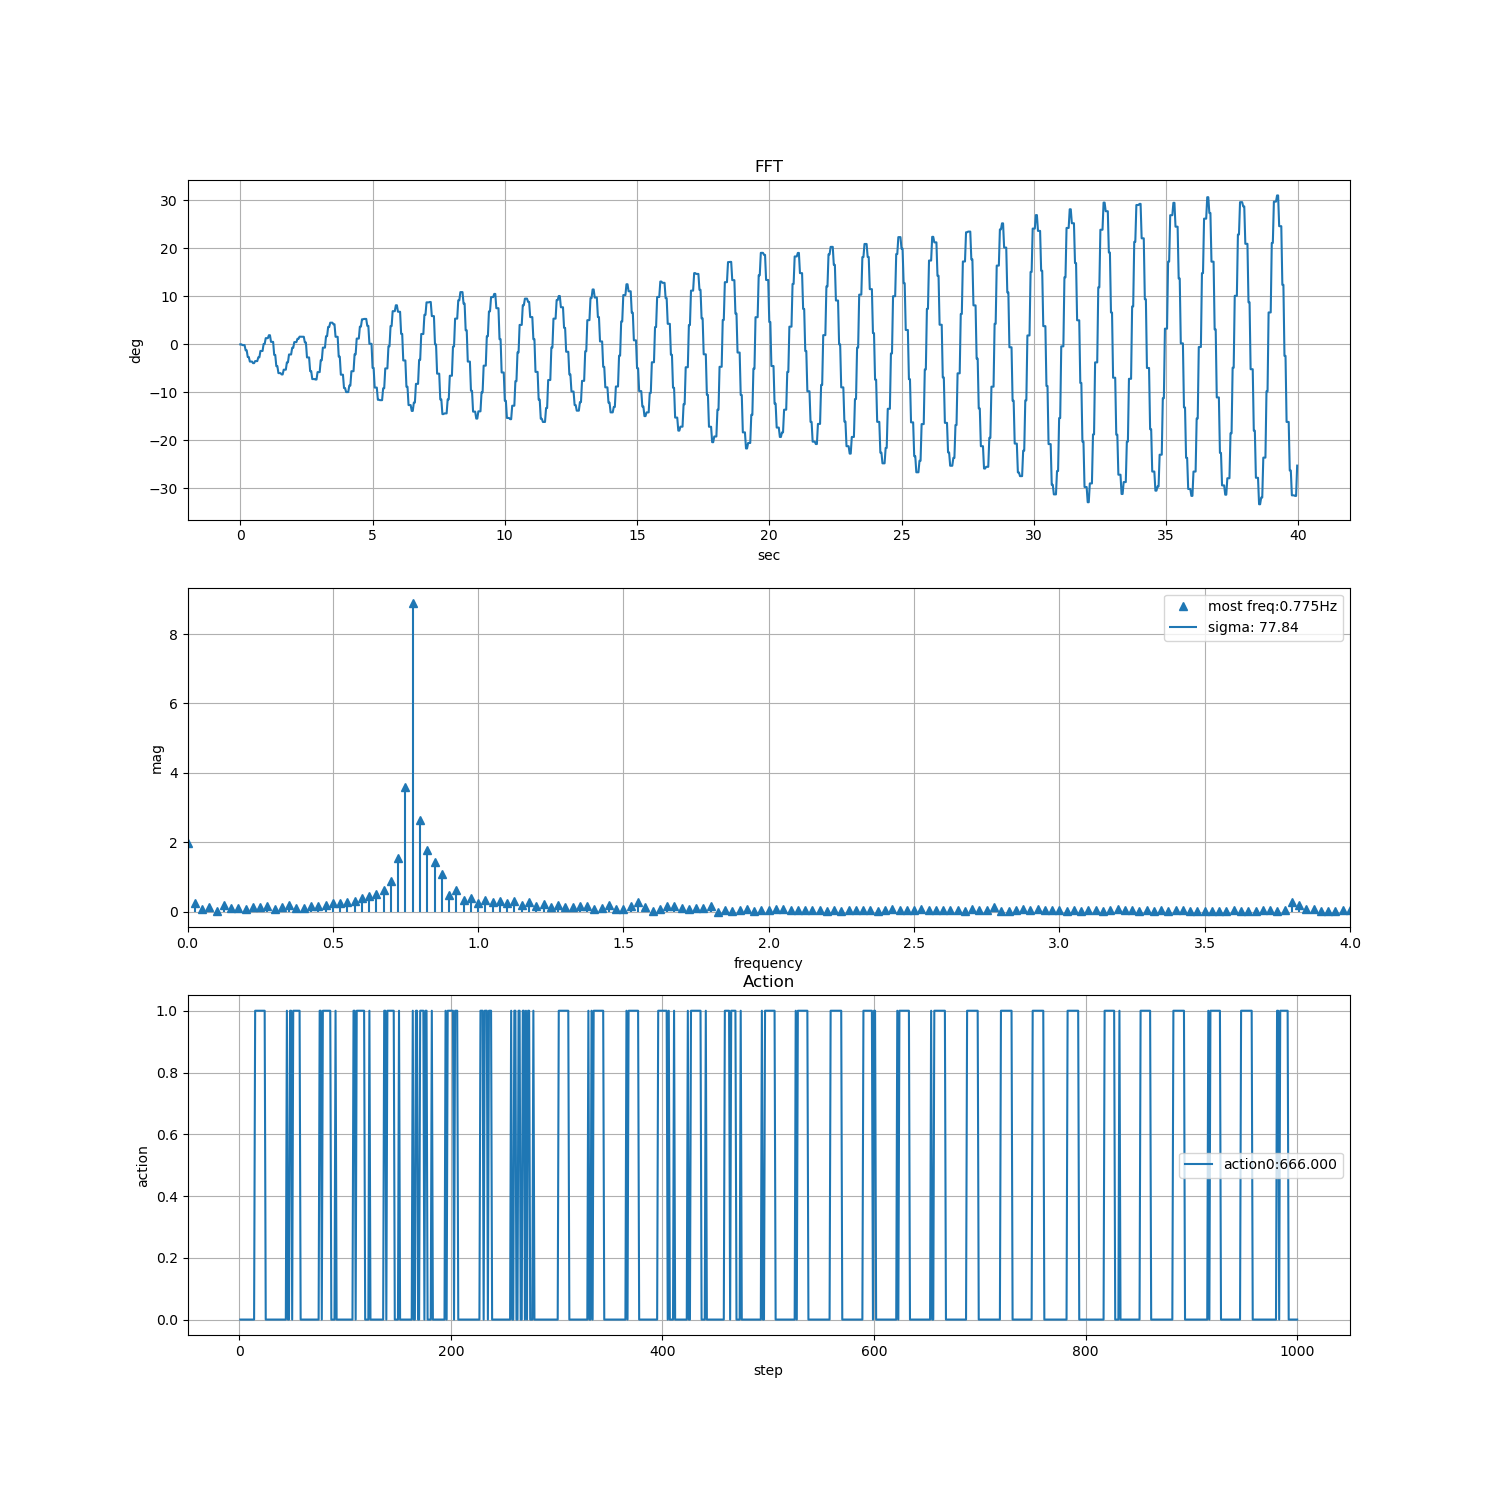 FFT
30
20
10
0
−10
−20
−30
deg
0 5 10 15 20 25 30 35 40
sec
most freq:0.775Hz
sigma: 77.84
8
6
4
2
0
mag
0.0 0.5 1.0 1.5 2.0 2.5 3.0 3.5 4.0
frequency
Action
1.0
0.8
0.6
0.4
0.2
0.0
action
action0:666.000
0 200 400 600 800 1000
step